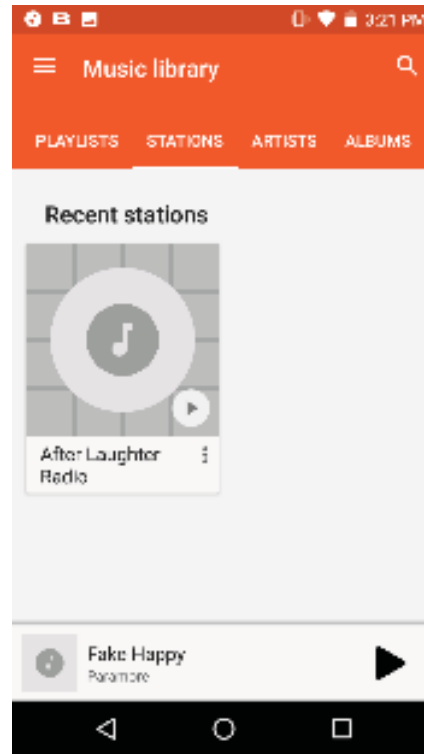 3:21 PM
Music library
PLAYLISTS STATIONS ARTISTS ALBUMS
Recent stations
After Laughter
Radio
Fake Happy
Paramore